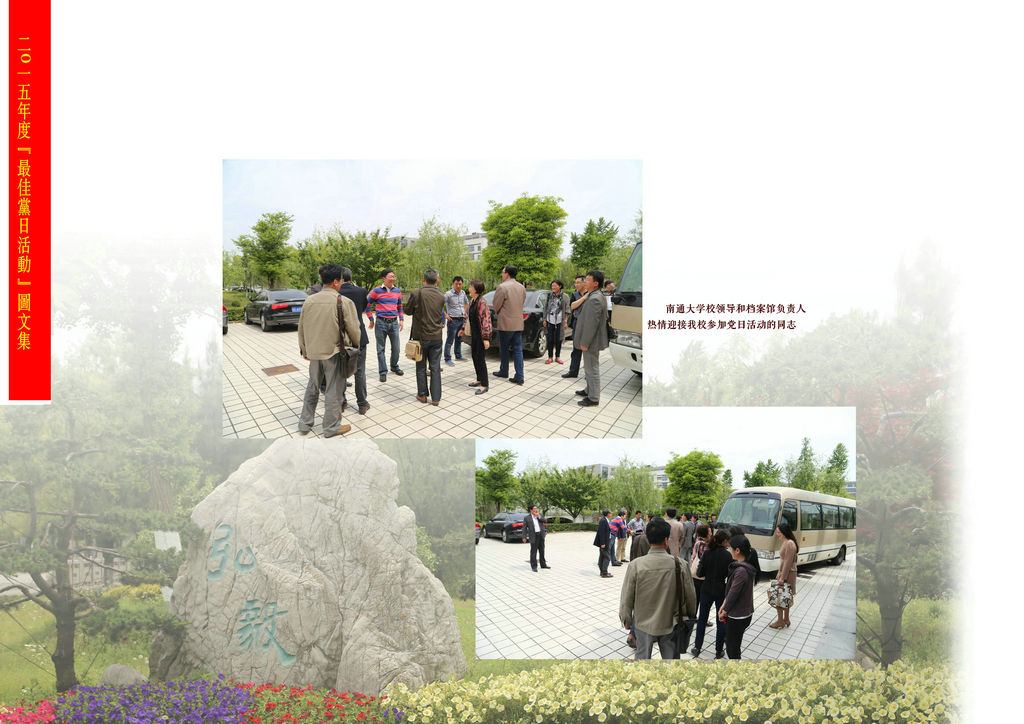 二〇一五年度『最佳黨日活動』圖文集
南通大学校领导和档案馆负责人
热情迎接我校参加党日活动的同志
弘
毅